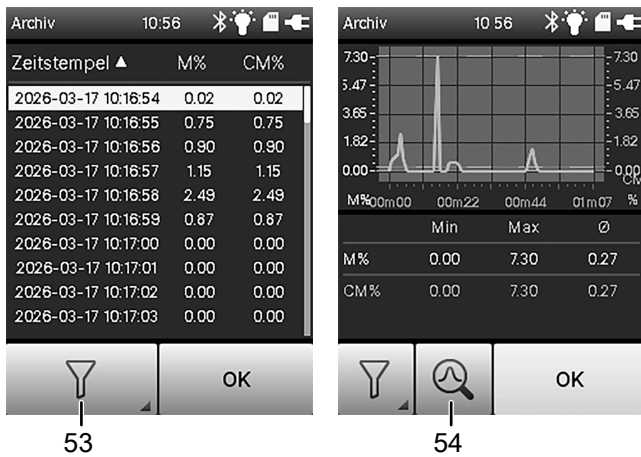 Archiv 10:56
Zeitstempel ▲ M% CM%
2026-03-17 10:16:54 0.02 0.02
2026-03-17 10:16:55 0.75 0.75
2026-03-17 10:16:56 0.90 0.90
2026-03-17 10:16:57 1.15 1.15
2026-03-17 10:16:58 2.49 2.49
2026-03-17 10:16:59 0.87 0.87
2026-03-17 10:17:00 0.00 0.00
2026-03-17 10:17:01 0.00 0.00
2026-03-17 10:17:02 0.00 0.00
2026-03-17 10:17:03 0.00 0.00
OK
53
Archiv 10 56
7.30 7.30
5.47 5.47
3.65 3.65
1.82 1.82
0.00 0.00
CM
M% 00m00 00m22 00m44 01m07 %
Min Max Ø
M% 0.00 7.30 0.27
CM% 0.00 7.30 0.27
OK
54